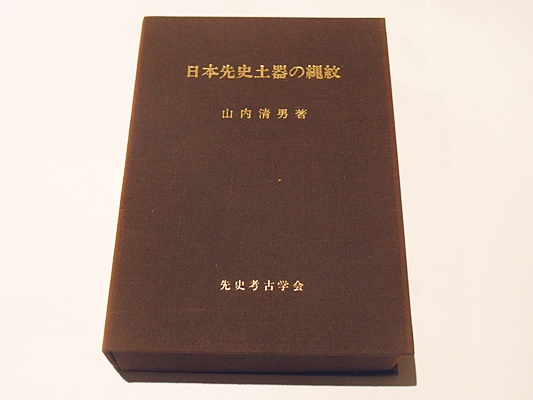 日本先史土器の縄紋
山内清男著
先史考古学会